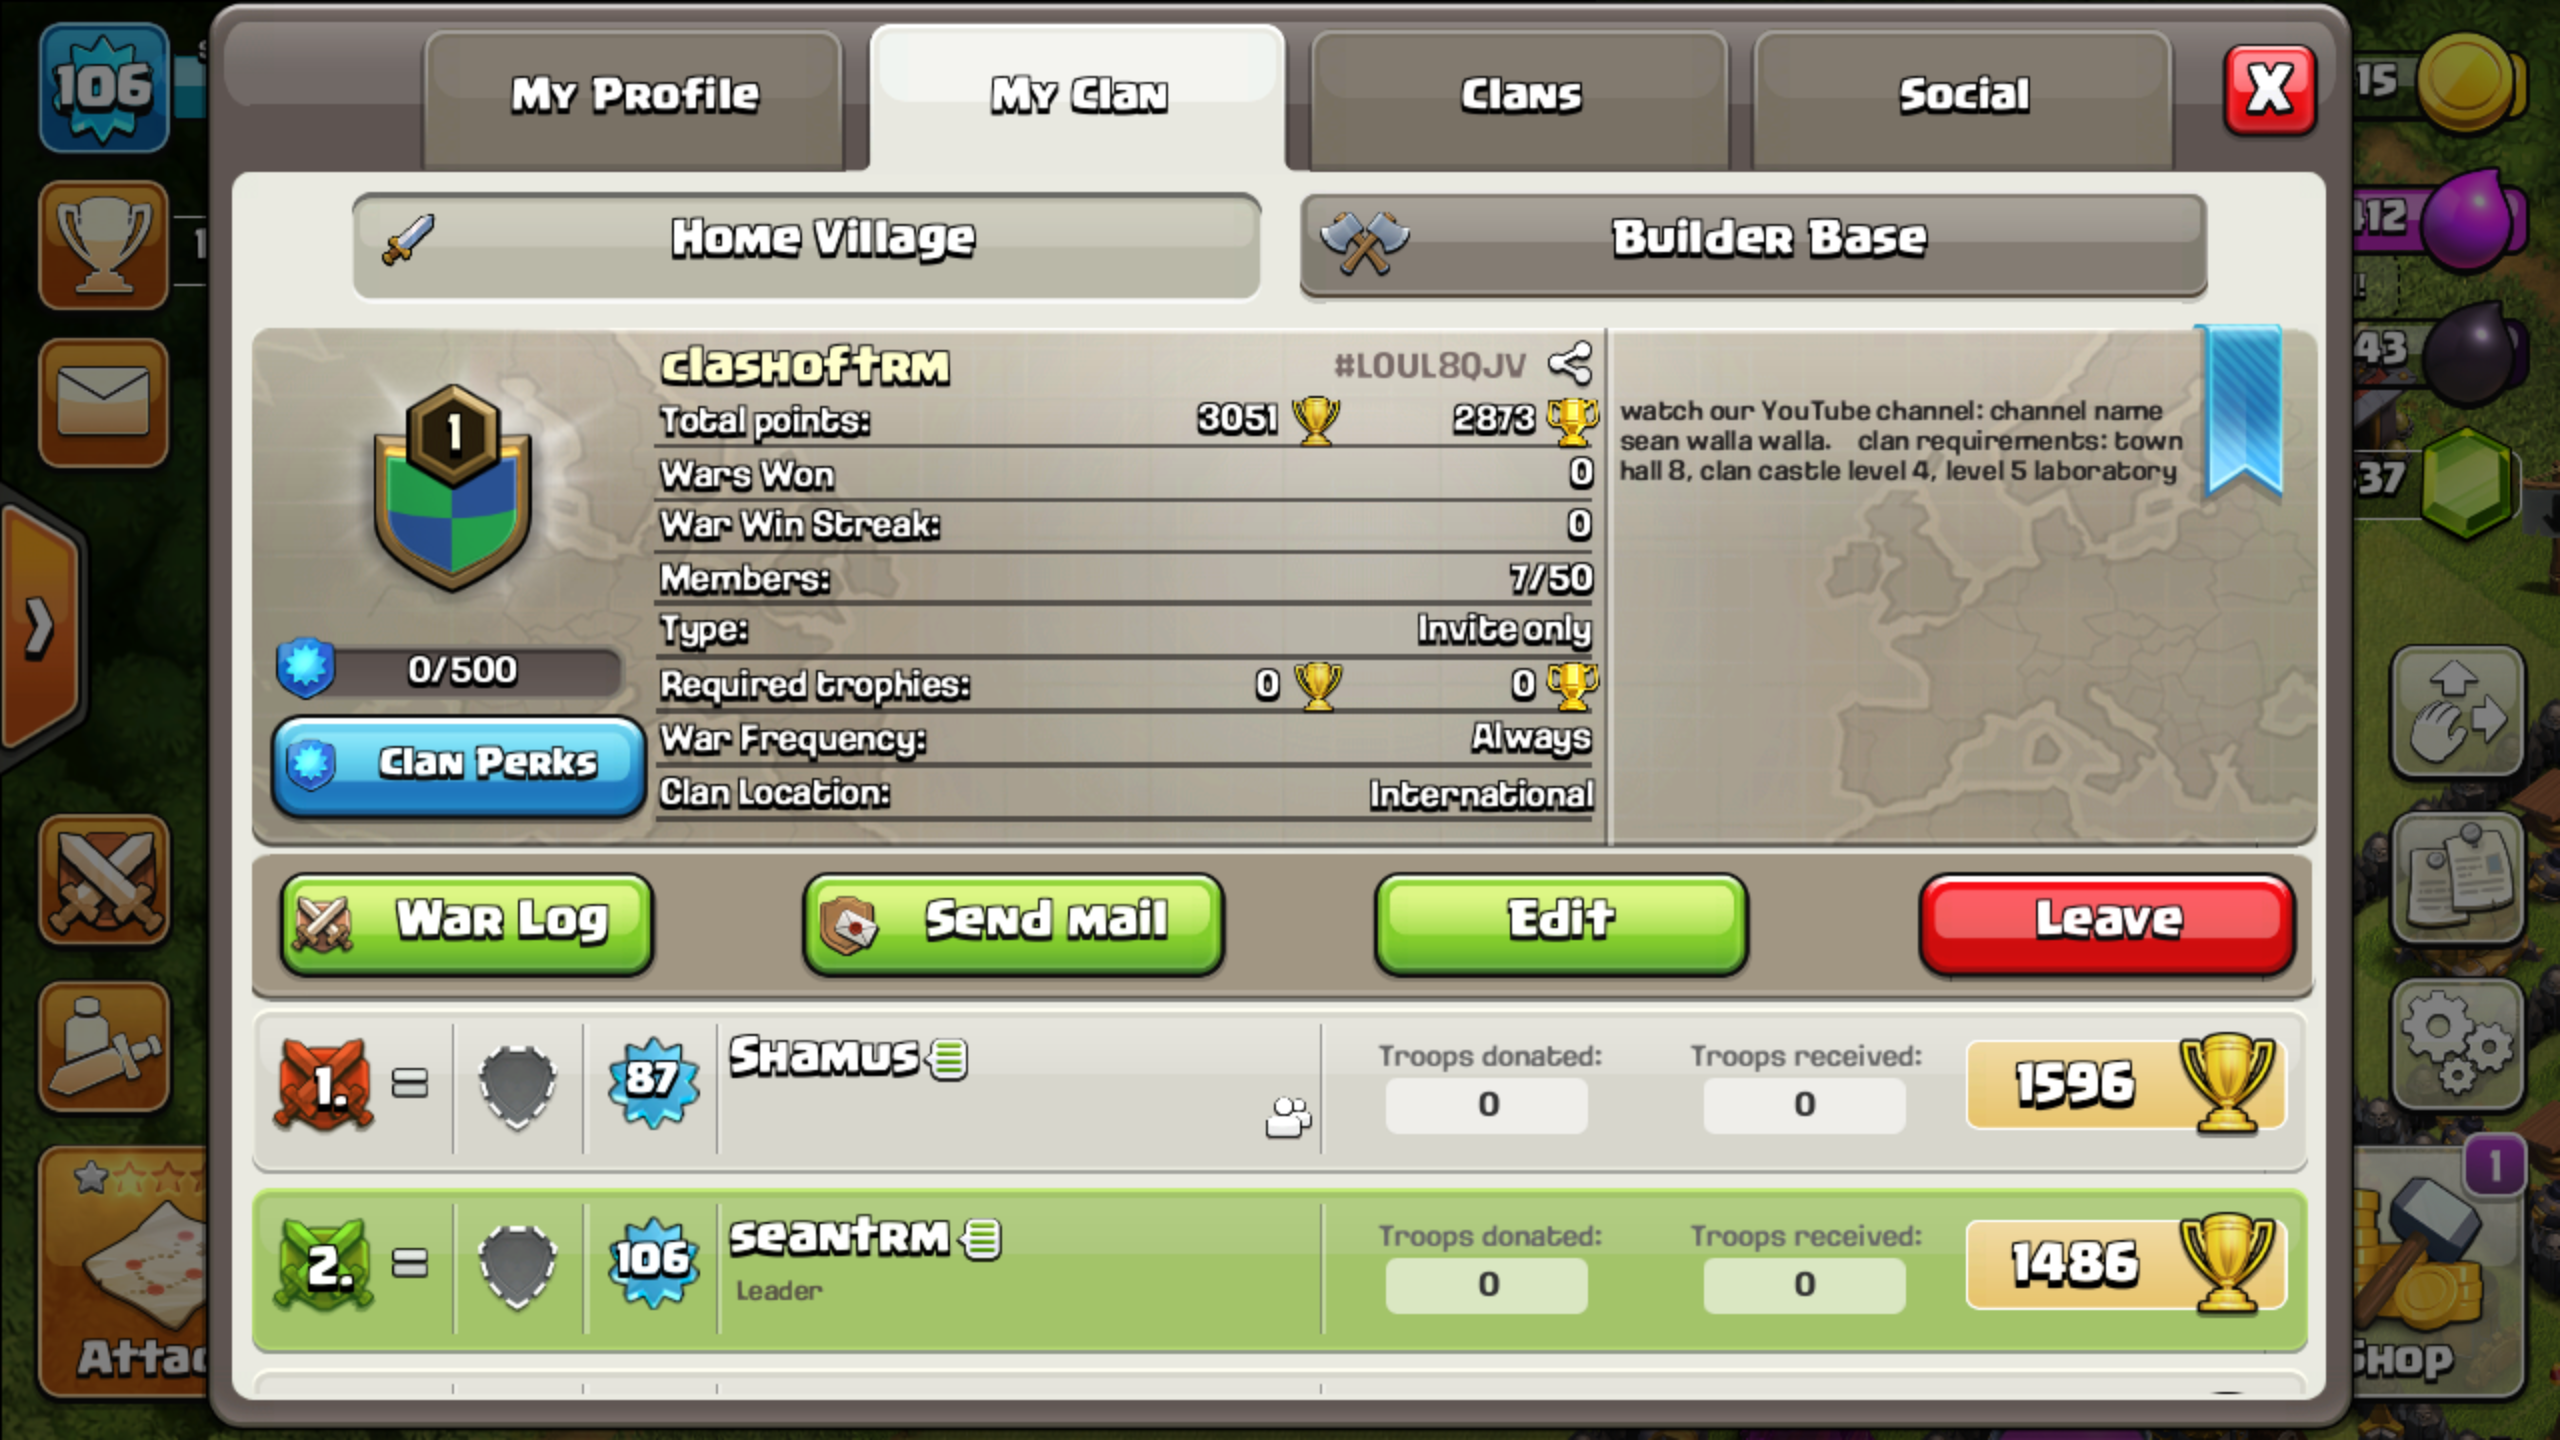 106
My Profile
My Clan
Clans
Social
X
15
Home Village
Builder Base
412
43
37
clashoftRM
#LOUL8QJV
1
Total points: 3051 2873
Wars Won 0
War Win Streak: 0
Members: 7/50
Type: Invite only
Required trophies: 0 0
War Frequency: Always
Clan Location: International
0/500
Clan Perks
watch our YouTube channel: channel name
sean walla walla.   clan requirements: town
hall 8, clan castle level 4, level 5 laboratory
War Log
Send Mail
Edit
Leave
1. = 87 Shamus
Troops donated: Troops received:
0 0 1596
2. = 106 seantRM
Leader
Troops donated: Troops received:
0 0 1486
1
Attac
Shop